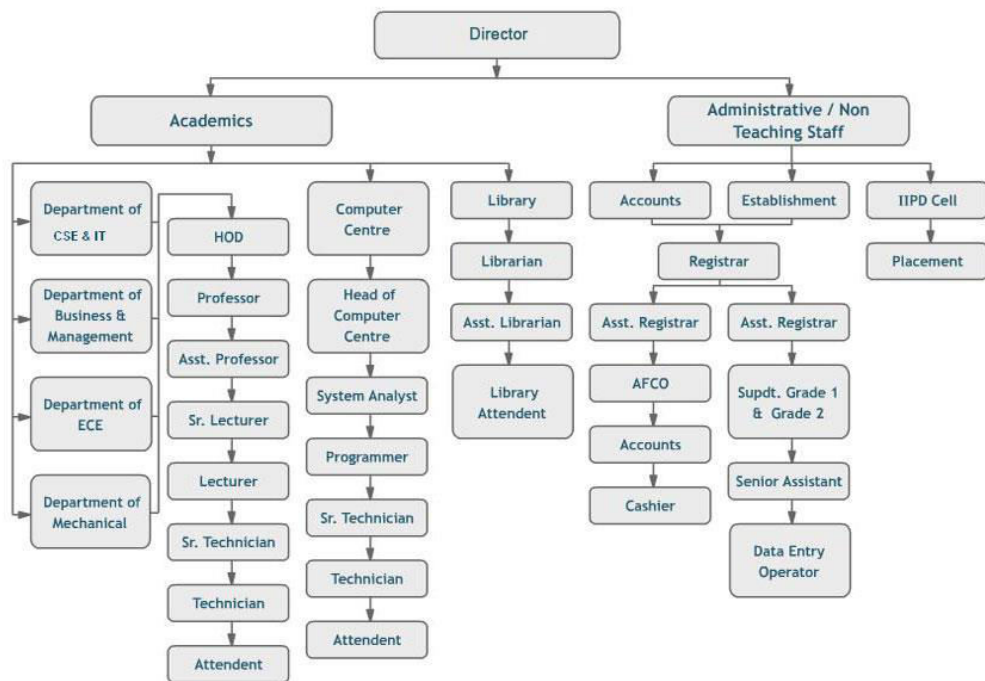 Director
Academics
Administrative / Non
Teaching Staff
Department of
CSE & IT
Department of
Business &
Management
Department of
ECE
Department of
Mechanical
HOD
Professor
Asst. Professor
Sr. Lecturer
Lecturer
Sr. Technician
Technician
Attendent
Computer
Centre
Head of
Computer
Centre
System Analyst
Programmer
Sr. Technician
Technician
Attendent
Library
Librarian
Asst. Librarian
Library
Attendent
Accounts
Establishment
Registrar
Asst. Registrar
AFCO
Accounts
Cashier
Asst. Registrar
Supdt. Grade 1
& Grade 2
Senior Assistant
Data Entry
Operator
IIPD Cell
Placement